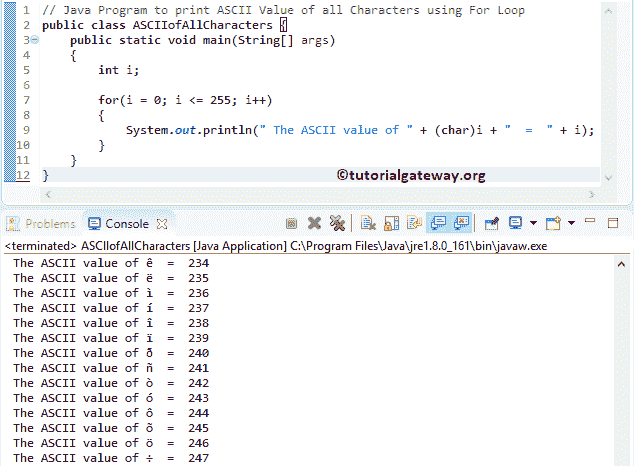 1 // Java Program to print ASCII Value of all Characters using For Loop
2 public class ASCIIofAllCharacters {
3 public static void main(String[] args)
4 {
5 int i;
6
7 for(i = 0; i <= 255; i++)
8 {
9 System.out.println(" The ASCII value of " + (char)i + "  =  " + i);
10 }
11 }
12 }
©tutorialgateway.org
Problems Console
<terminated> ASCIIofAllCharacters [Java Application] C:\Program Files\Java\jre1.8.0_161\bin\javaw.exe
The ASCII value of ê  =  234
The ASCII value of ë  =  235
The ASCII value of ì  =  236
The ASCII value of í  =  237
The ASCII value of î  =  238
The ASCII value of ï  =  239
The ASCII value of ð  =  240
The ASCII value of ñ  =  241
The ASCII value of ò  =  242
The ASCII value of ó  =  243
The ASCII value of ô  =  244
The ASCII value of õ  =  245
The ASCII value of ö  =  246
The ASCII value of ÷  =  247